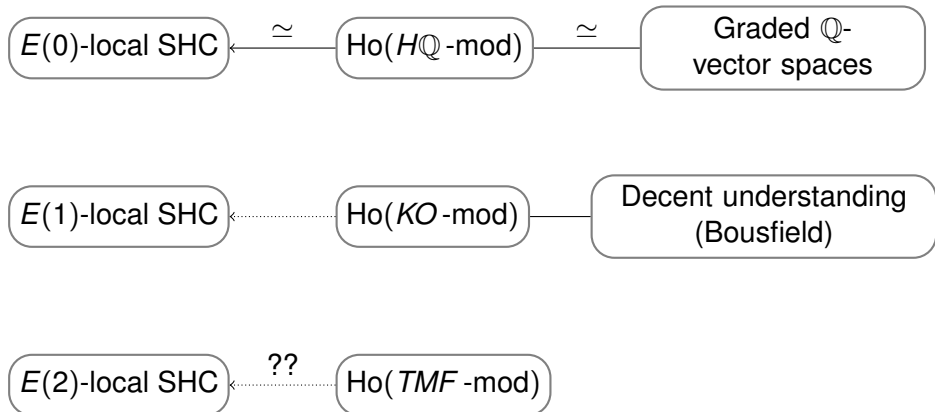 E(0)-local SHC ≃ Ho(Hℚ-mod) ≃ Graded ℚ-
vector spaces
E(1)-local SHC Ho(KO-mod) Decent understanding
(Bousfield)
E(2)-local SHC ?? Ho(TMF-mod)